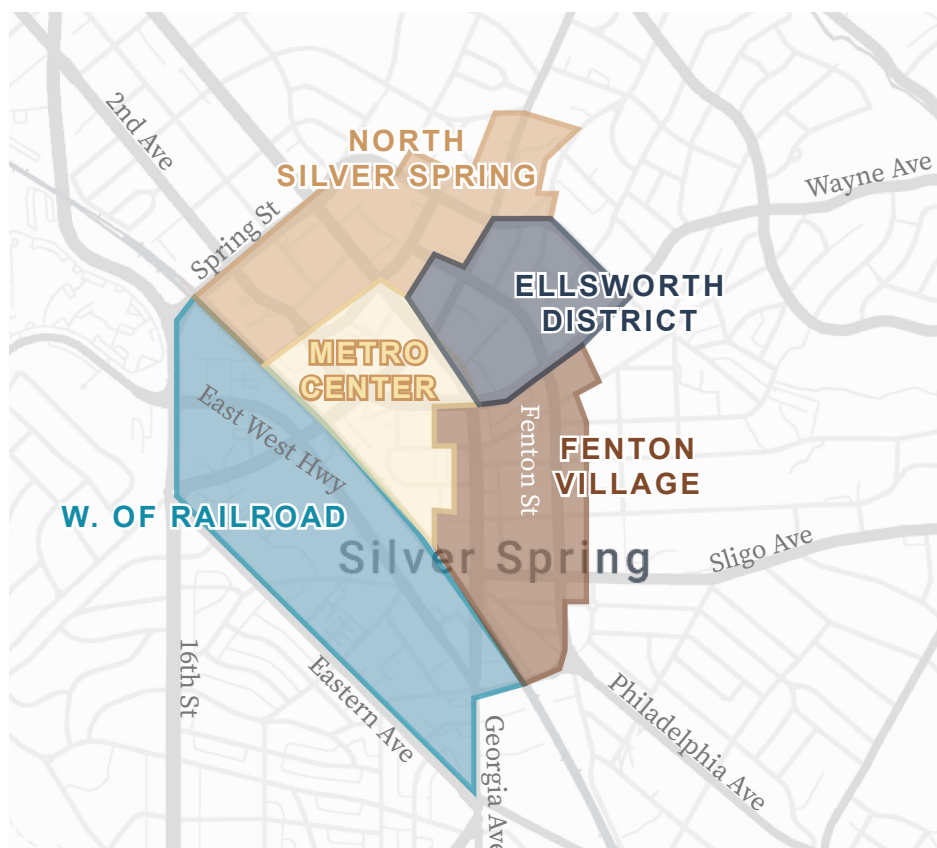 2nd Ave
NORTH
SILVER SPRING
Wayne Ave
Spring St
ELLSWORTH
DISTRICT
METRO
CENTER
East West Hwy
Fenton St
FENTON
VILLAGE
W. OF RAILROAD
Silver Spring
Sligo Ave
16th St
Eastern Ave
Philadelphia Ave
Georgia Ave